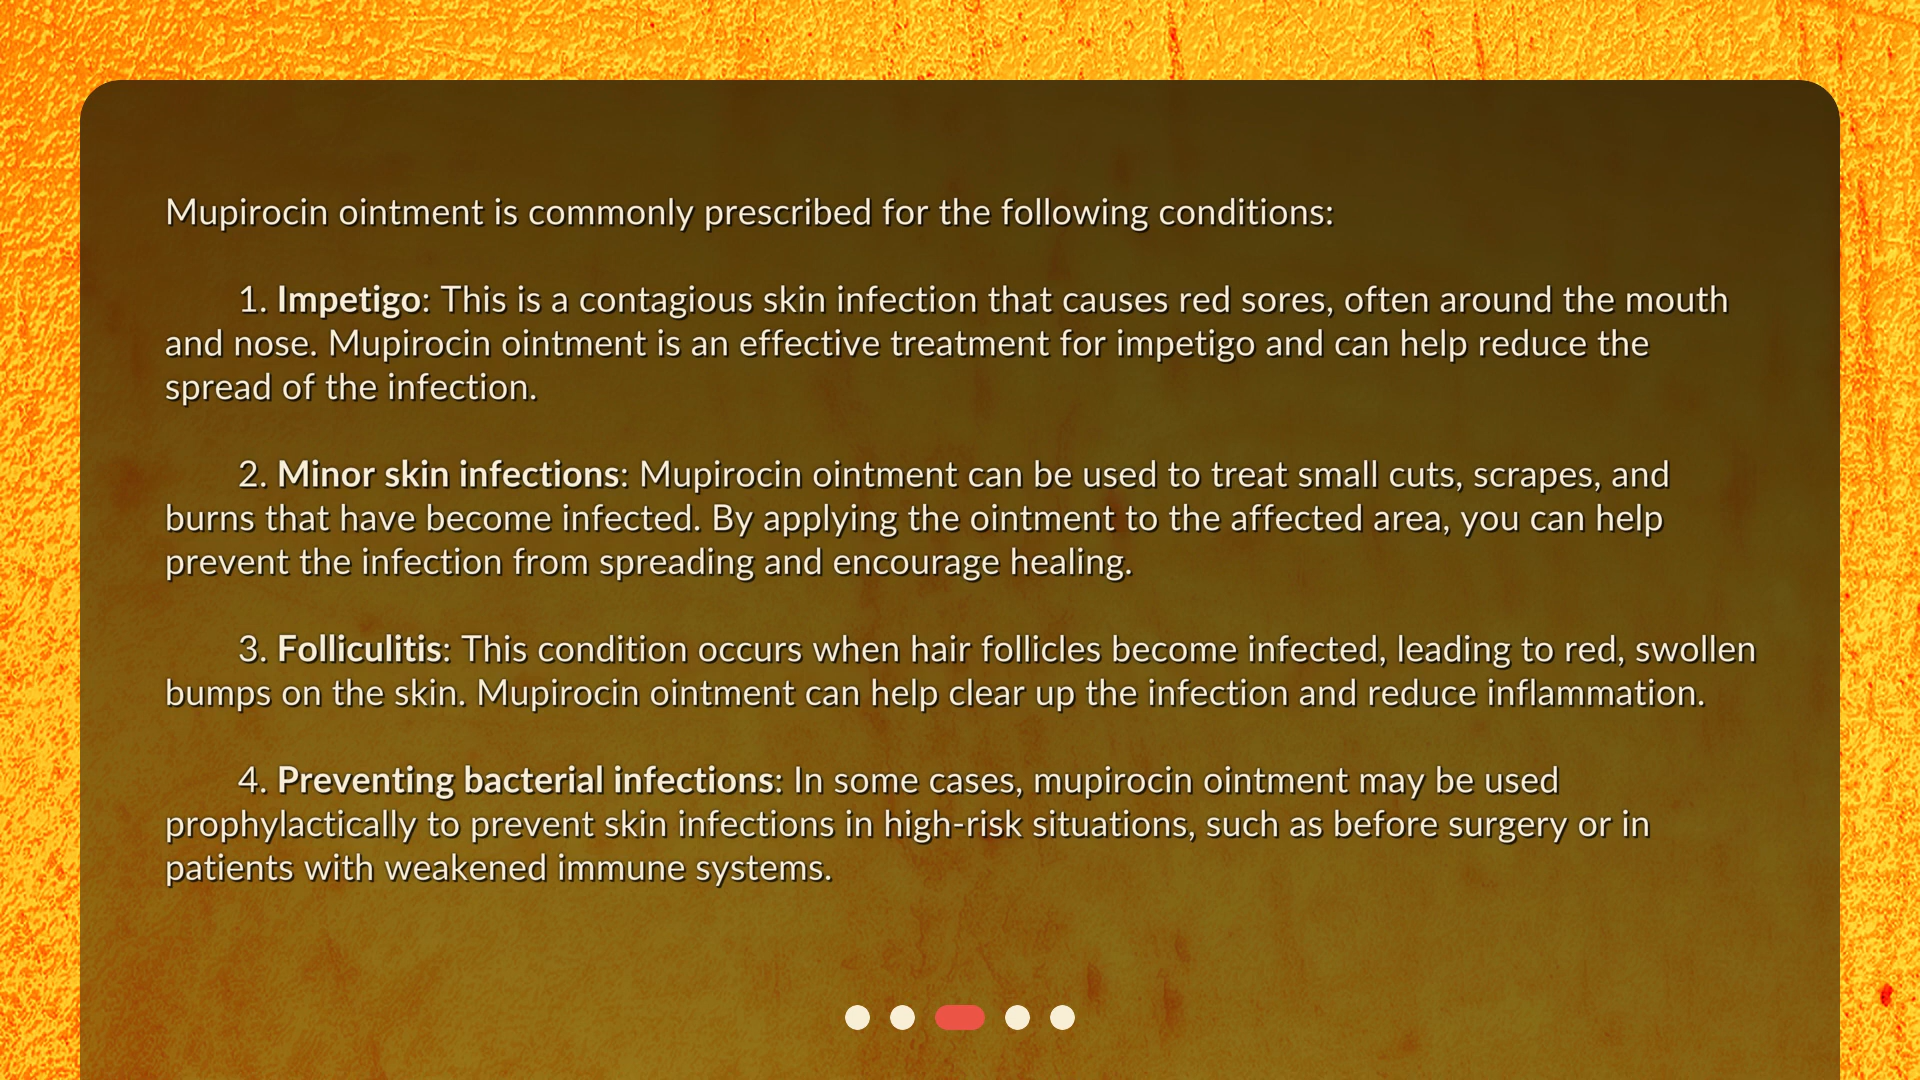 Mupirocin ointment is commonly prescribed for the following conditions:
1. Impetigo: This is a contagious skin infection that causes red sores, often around the mouth
and nose. Mupirocin ointment is an effective treatment for impetigo and can help reduce the
spread of the infection.
2. Minor skin infections: Mupirocin ointment can be used to treat small cuts, scrapes, and
burns that have become infected. By applying the ointment to the affected area, you can help
prevent the infection from spreading and encourage healing.
3. Folliculitis: This condition occurs when hair follicles become infected, leading to red, swollen
bumps on the skin. Mupirocin ointment can help clear up the infection and reduce inflammation.
4. Preventing bacterial infections: In some cases, mupirocin ointment may be used
prophylactically to prevent skin infections in high-risk situations, such as before surgery or in
patients with weakened immune systems.